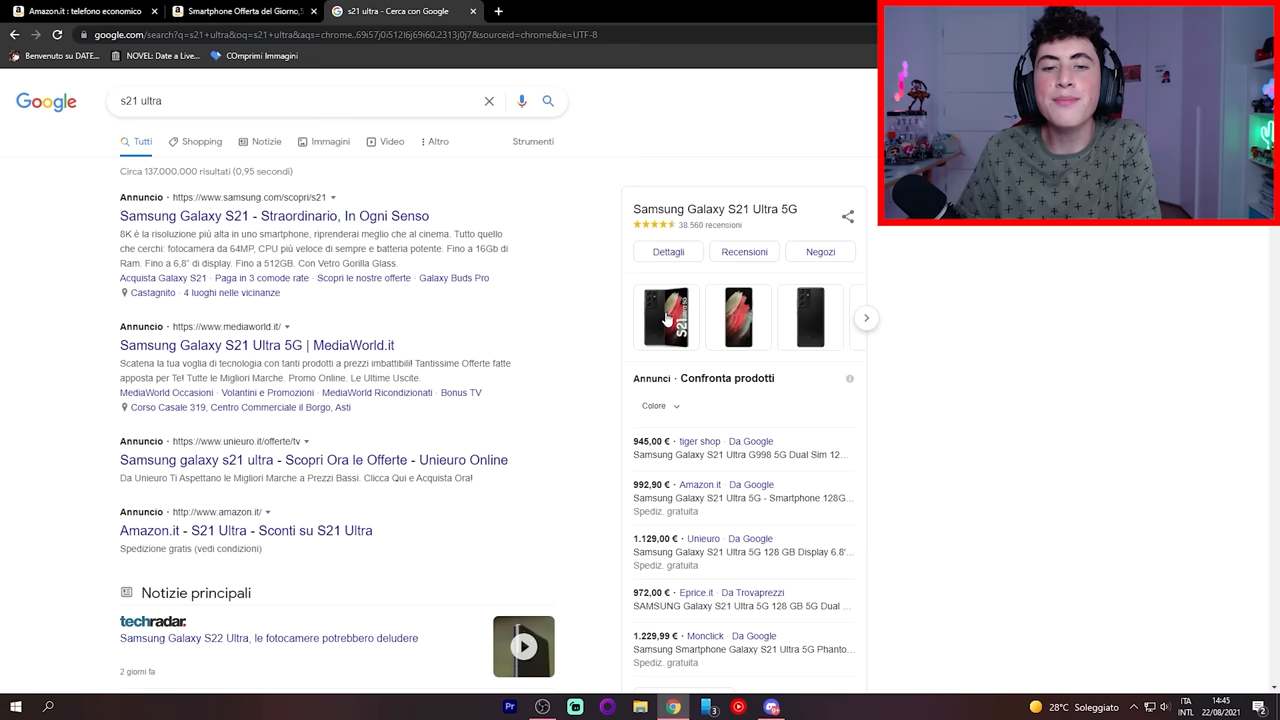 Amazon.it : telefono economico
Shopping Offerta del Giorno,
s21 ultra - Cerca con Google
google.com/search?q=s21+ultra&oq=s21+ultra&aqs=chrome..69i57j0i512l6j69i60.2313j0j7&sourceid=chrome&ie=UTF-8
Benvenuto su DATE...
NOVEL: Date a Live...
COmprimi Immagini
Google
s21 ultra
Tutti
Shopping
Notizie
Immagini
Video
Altro
Strumenti
Circa 137.000.000 risultati (0,95 secondi)
Annuncio · https://www.samsung.com/scopri/s21
Samsung Galaxy S21 - Straordinario, In Ogni Senso
8K è la risoluzione più alta in uno smartphone, riprenderai meglio che al cinema. Tutto quello
che cerchi: fotocamera da 64MP, CPU più veloce di sempre e batteria potente. Fino a 16Gb di
Ram. Fino a 6,8" di display. Fino a 512GB. Con Vetro Gorilla Glass.
Acquista Galaxy S21 · Paga in 3 comode rate · Scopri le nostre offerte · Galaxy Buds Pro
Castagnito · 4 luoghi nelle vicinanze
Annuncio · https://www.mediaworld.it/
Samsung Galaxy S21 Ultra 5G | MediaWorld.it
Scatena la tua voglia di tecnologia con tanti prodotti a prezzi imbattibili! Tantissime Offerte fatte
apposta per Te! Tutte le Migliori Marche. Promo Online. Le Ultime Uscite.
MediaWorld Occasioni · Volantini e Promozioni · MediaWorld Ricondizionati · Bonus TV
Corso Casale 319, Centro Commerciale il Borgo, Asti
Annuncio · https://www.unieuro.it/offerte/tv
Samsung galaxy s21 ultra - Scopri Ora le Offerte - Unieuro Online
Da Unieuro Ti Aspettano le Migliori Marche a Prezzi Bassi. Clicca Qui e Acquista Ora!
Annuncio · http://www.amazon.it/
Amazon.it - S21 Ultra - Sconti su S21 Ultra
Spedizione gratis (vedi condizioni)
Notizie principali
techradar.
Samsung Galaxy S22 Ultra, le fotocamere potrebbero deludere
2 giorni fa
Samsung Galaxy S21 Ultra 5G
38.560 recensioni
Dettagli
Recensioni
Negozi
Annunci · Confronta prodotti
Colore
945,00 € · tiger shop · Da Google
Samsung Galaxy S21 Ultra G998 5G Dual Sim 12...
992,90 € · Amazon.it · Da Google
Samsung Galaxy S21 Ultra 5G - Smartphone 128G...
Spediz. gratuita
1.129,00 € · Unieuro · Da Google
Samsung Galaxy S21 Ultra 5G 128 GB Display 6.8'...
Spediz. gratuita
972,00 € · Eprice.it · Da Trovaprezzi
SAMSUNG Galaxy S21 Ultra 5G 128 GB 5G Dual ...
1.229,99 € · Monclick · Da Google
Samsung Smartphone Galaxy S21 Ultra 5G Phanto...
Spediz. gratuita
28°C Soleggiato
ITA
INTL
14:45
22/08/2021